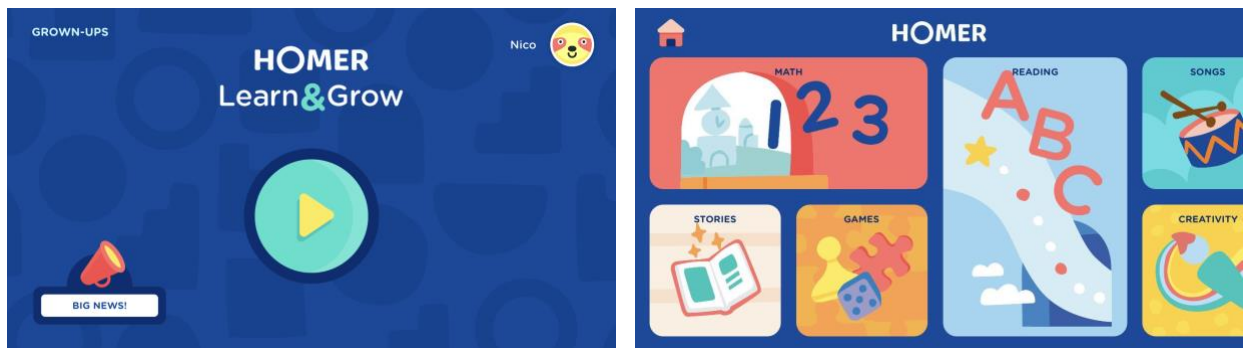 GROWN-UPS
Nico
HOMER
Learn&Grow
BIG NEWS!
HOMER
MATH
123
READING
ABC
SONGS
STORIES
GAMES
CREATIVITY